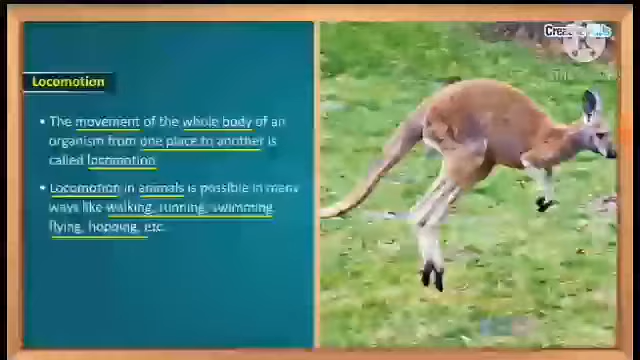 Locomotion
• The movement of the whole body of an
organism from one place to another is
called locomotion
• Locomotion in animals is possible in many
ways like walking, running, swimming,
flying, hopping, etc.